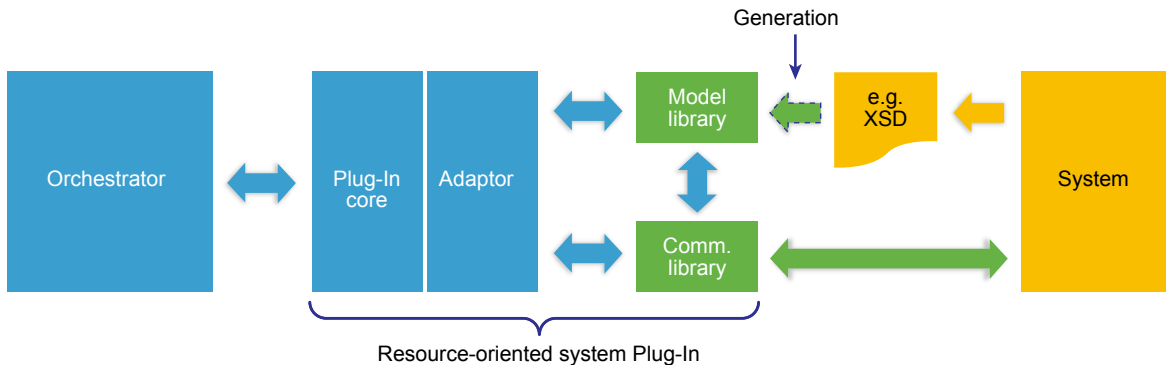 Generation
Orchestrator
Plug-In
core
Adaptor
Model
library
e.g.
XSD
System
Comm.
library
Resource-oriented system Plug-In